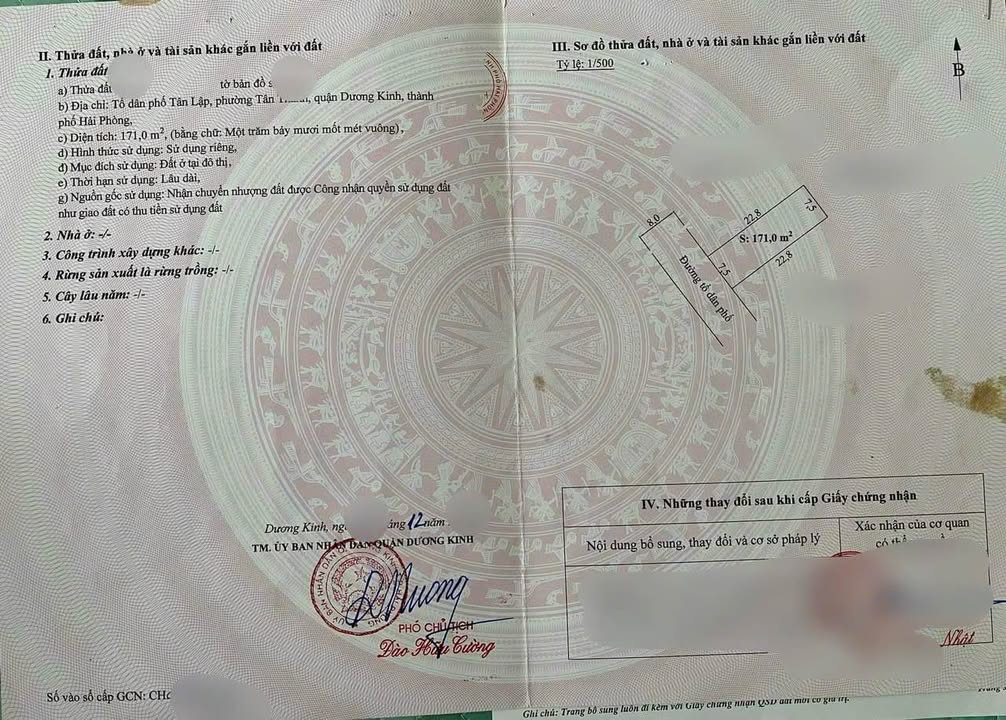 II. Thửa đất, nhà ở và tài sản khác gắn liền với đất
1. Thửa đất
a) Thửa đất tờ bản đồ s
b) Địa chỉ: Tổ dân phố Tân Lập, phường Tân quận Dương Kinh, thành
phố Hải Phòng,
c) Diện tích: 171,0 m², (bằng chữ: Một trăm bảy mươi mốt mét vuông),
d) Hình thức sử dụng: Sử dụng riêng,
đ) Mục đích sử dụng: Đất ở tại đô thị,
e) Thời hạn sử dụng: Lâu dài,
g) Nguồn gốc sử dụng: Nhận chuyển nhượng đất được Công nhận quyền sử dụng đất
như giao đất có thu tiền sử dụng đất
2. Nhà ở: -/-
3. Công trình xây dựng khác: -/-
4. Rừng sản xuất là rừng trồng: -/-
5. Cây lâu năm: -/-
6. Ghi chú:
Dương Kinh, ng áng 12 năm
TM. ỦY BAN NHÂN DÂN QUẬN DƯƠNG KINH
PHÓ CHỦ TỊCH
Đào Hữu Cường
Số vào sổ cấp GCN: CH
III. Sơ đồ thửa đất, nhà ở và tài sản khác gắn liền với đất
Tỷ lệ: 1/500
B
8,0
22,8
7,5
S: 171,0 m²
7,5
22,8
Đường tổ dân phố
IV. Những thay đổi sau khi cấp Giấy chứng nhận
Nội dung bổ sung, thay đổi và cơ sở pháp lý
Xác nhận của cơ quan
Nhật
Ghi chú: Trang bổ sung luôn đi kèm với Giấy chứng nhận QSD đất mới có giá trị.